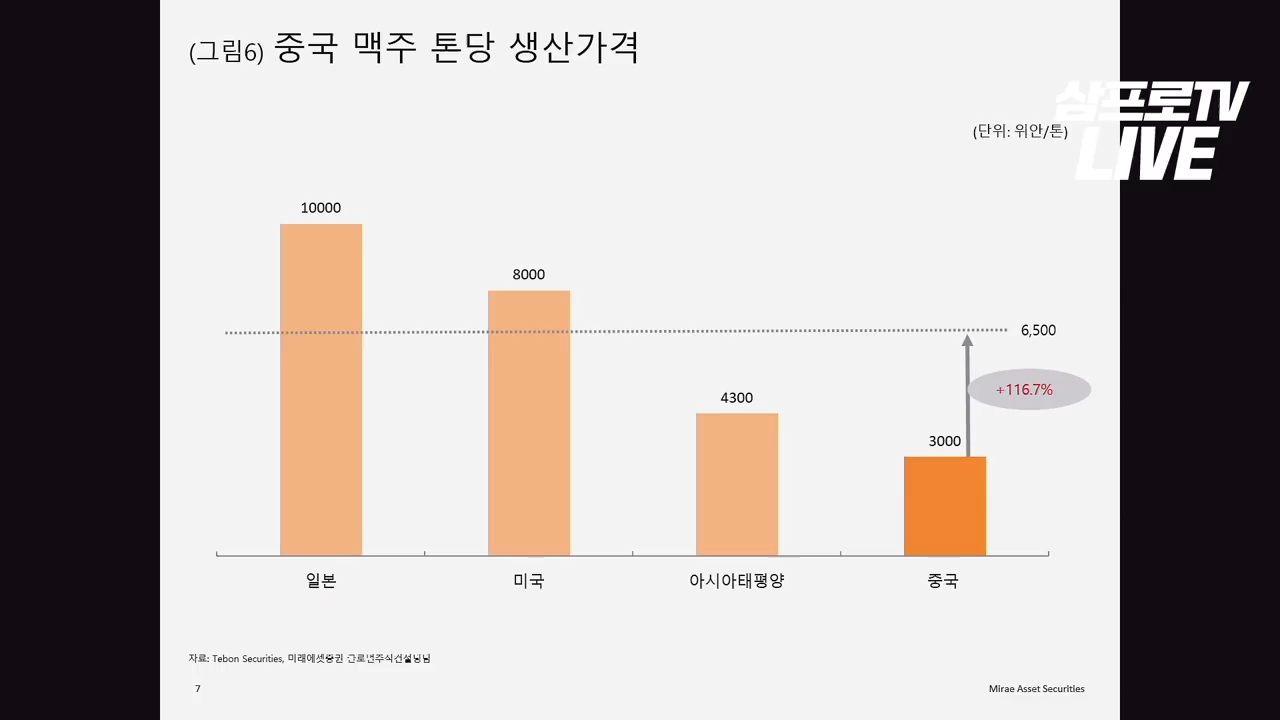 (그림6) 중국 맥주 톤당 생산가격
삼프로TV
LIVE
(단위: 위안/톤)
10000
8000
6,500
+116.7%
4300
3000
일본
미국
아시아태평양
중국
자료: Tebon Securities, 미래에셋증권
7
Mirae Asset Securities